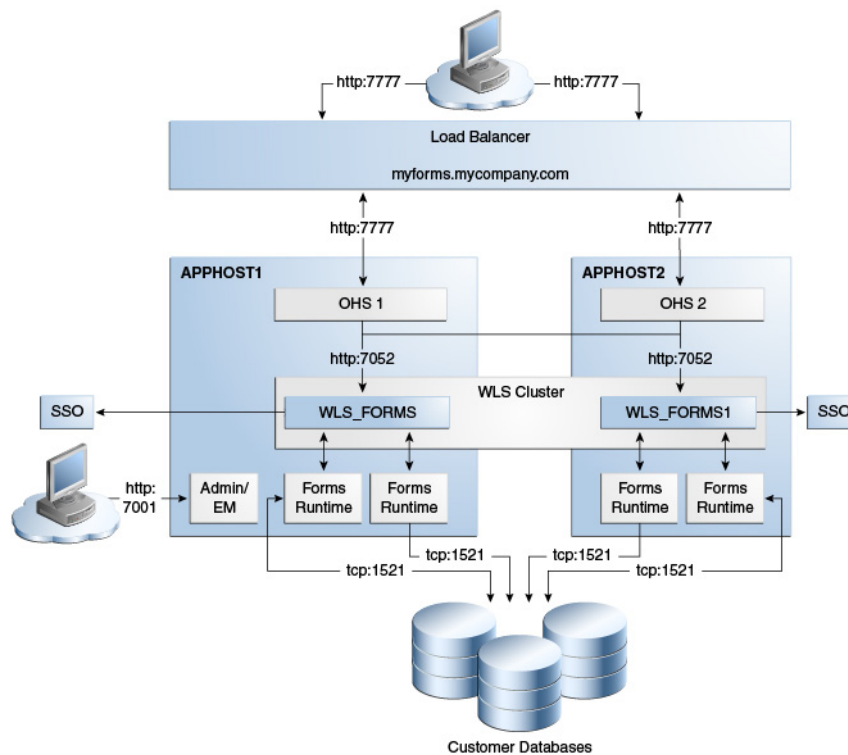 http:7777
http:7777
Load Balancer
myforms.mycompany.com
http:7777
http:7777
APPHOST1
APPHOST2
OHS 1
OHS 2
http:7052
http:7052
WLS Cluster
SSO
WLS_FORMS
WLS_FORMS1
SSO
http:
7001
Admin/
EM
Forms
Runtime
Forms
Runtime
Forms
Runtime
Forms
Runtime
tcp:1521
tcp:1521
tcp:1521
tcp:1521
Customer Databases